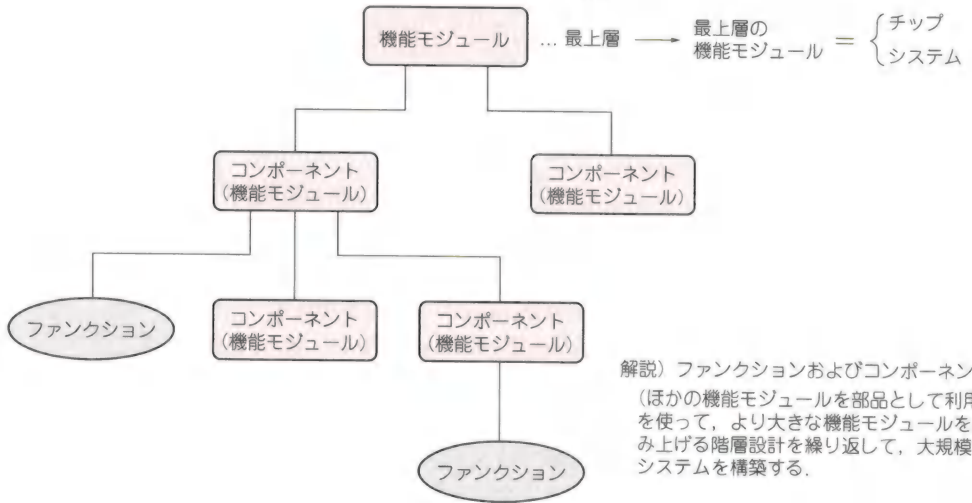 機能モジュール … 最上層 → 最上層の機能モジュール = { チップ
システム
コンポーネント
(機能モジュール)
コンポーネント
(機能モジュール)
ファンクション
コンポーネント
(機能モジュール)
コンポーネント
(機能モジュール)
ファンクション
解説）ファンクションおよびコンポーネン
（ほかの機能モジュールを部品として利用
を使って，より大きな機能モジュールを
み上げる階層設計を繰り返して，大規模
システムを構築する．